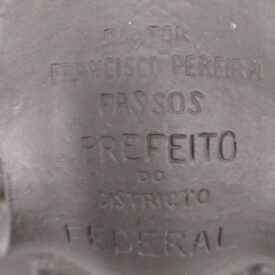 DOUTOR
FRANCISCO PEREIRA
PASSOS
PREFEITO
DO
DISTRICTO
FEDERAL